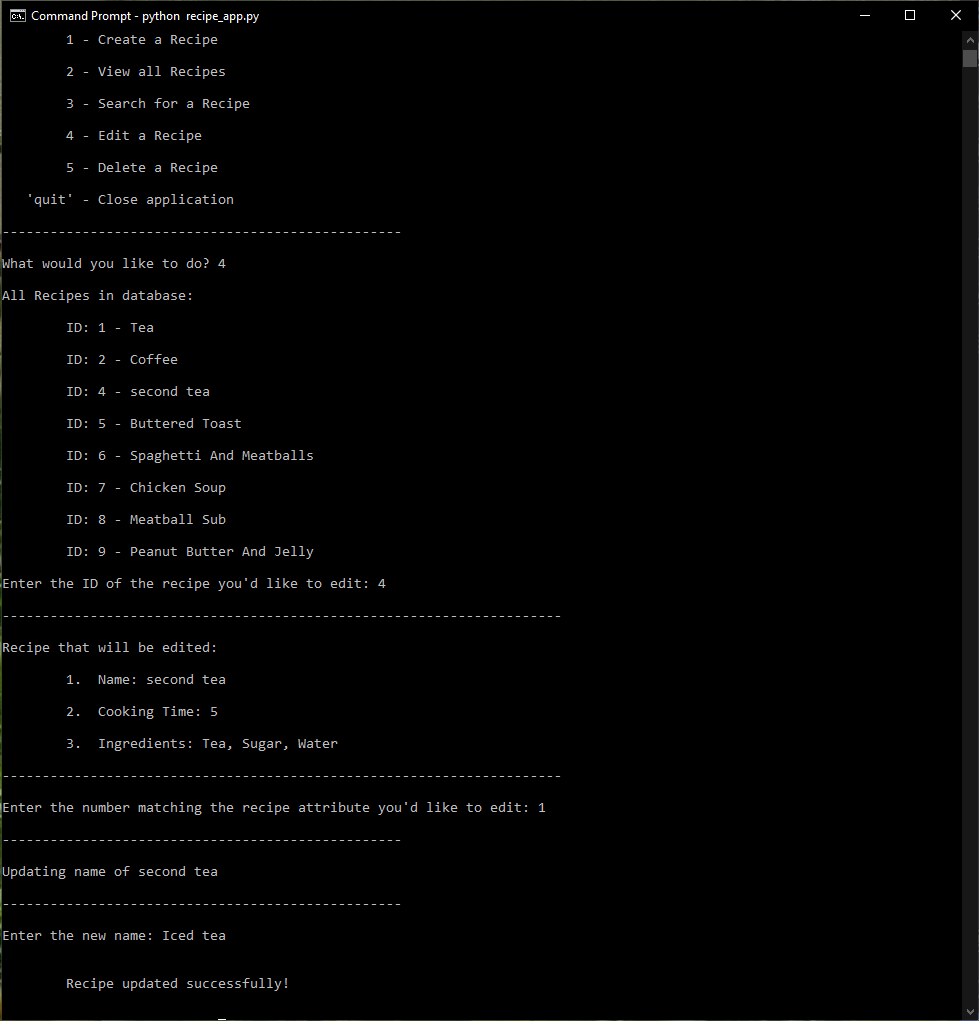 Command Prompt - python recipe_app.py
1 - Create a Recipe
2 - View all Recipes
3 - Search for a Recipe
4 - Edit a Recipe
5 - Delete a Recipe
'quit' - Close application
--------------------------------------------------
What would you like to do? 4
All Recipes in database:
ID: 1 - Tea
ID: 2 - Coffee
ID: 4 - second tea
ID: 5 - Buttered Toast
ID: 6 - Spaghetti And Meatballs
ID: 7 - Chicken Soup
ID: 8 - Meatball Sub
ID: 9 - Peanut Butter And Jelly
Enter the ID of the recipe you'd like to edit: 4
----------------------------------------------------------------------
Recipe that will be edited:
1.  Name: second tea
2.  Cooking Time: 5
3.  Ingredients: Tea, Sugar, Water
----------------------------------------------------------------------
Enter the number matching the recipe attribute you'd like to edit: 1
--------------------------------------------------
Updating name of second tea
--------------------------------------------------
Enter the new name: Iced tea
Recipe updated successfully!